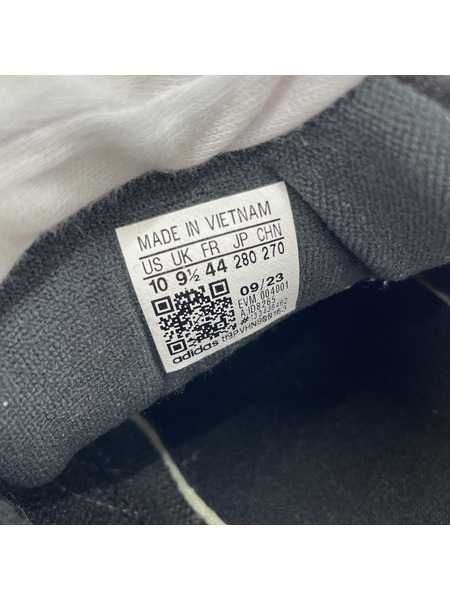 MADE IN VIETNAM
US UK FR JP CHN
10 9½ 44 280 270
09/23
EVM 004001
adidas